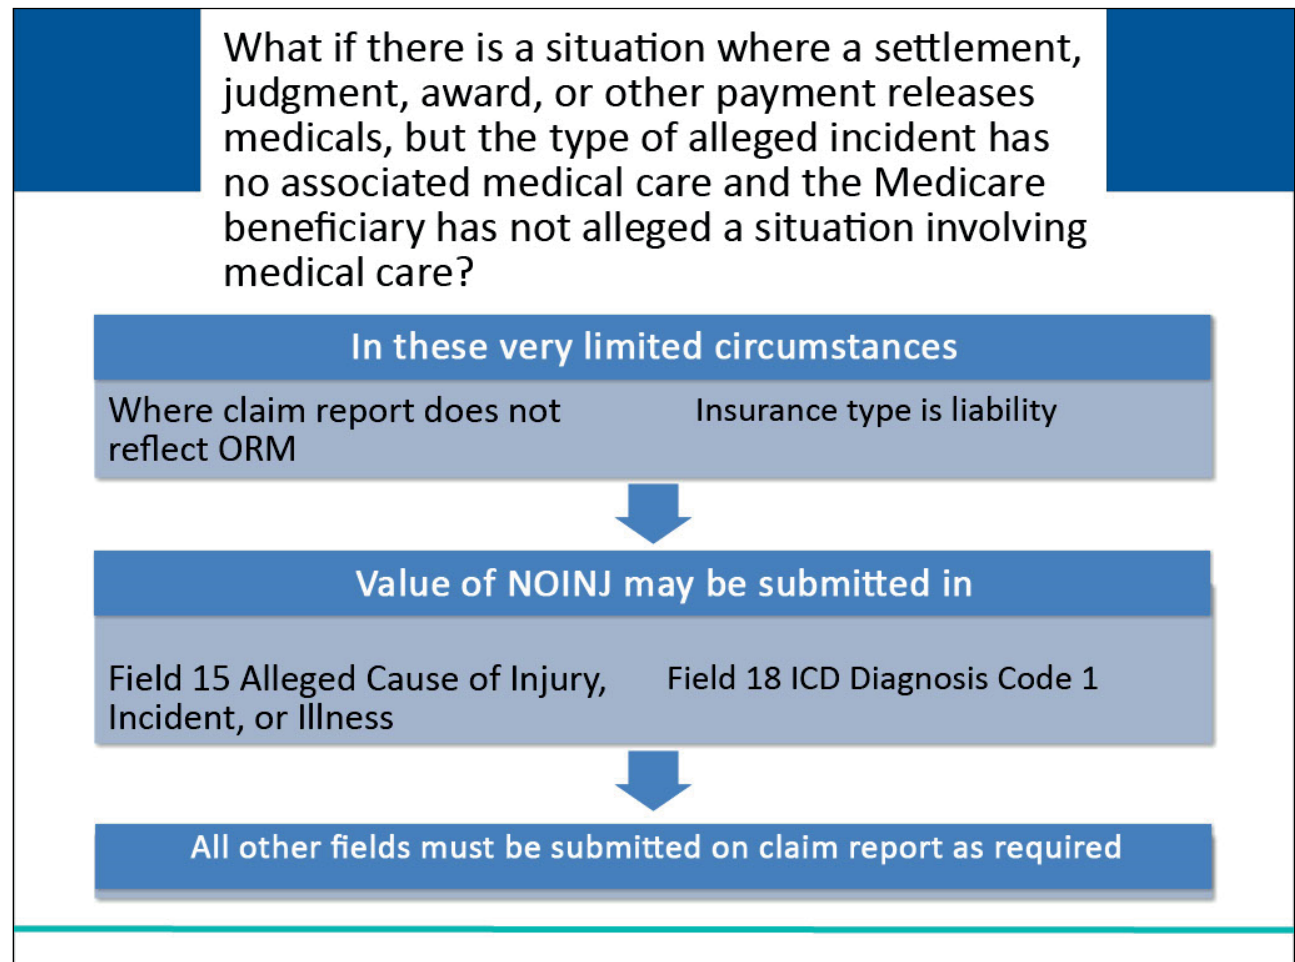 What if there is a situation where a settlement,
judgment, award, or other payment releases
medicals, but the type of alleged incident has
no associated medical care and the Medicare
beneficiary has not alleged a situation involving
medical care?
In these very limited circumstances
Where claim report does not
reflect ORM
Insurance type is liability
Value of NOINJ may be submitted in
Field 15 Alleged Cause of Injury,
Incident, or Illness
Field 18 ICD Diagnosis Code 1
All other fields must be submitted on claim report as required